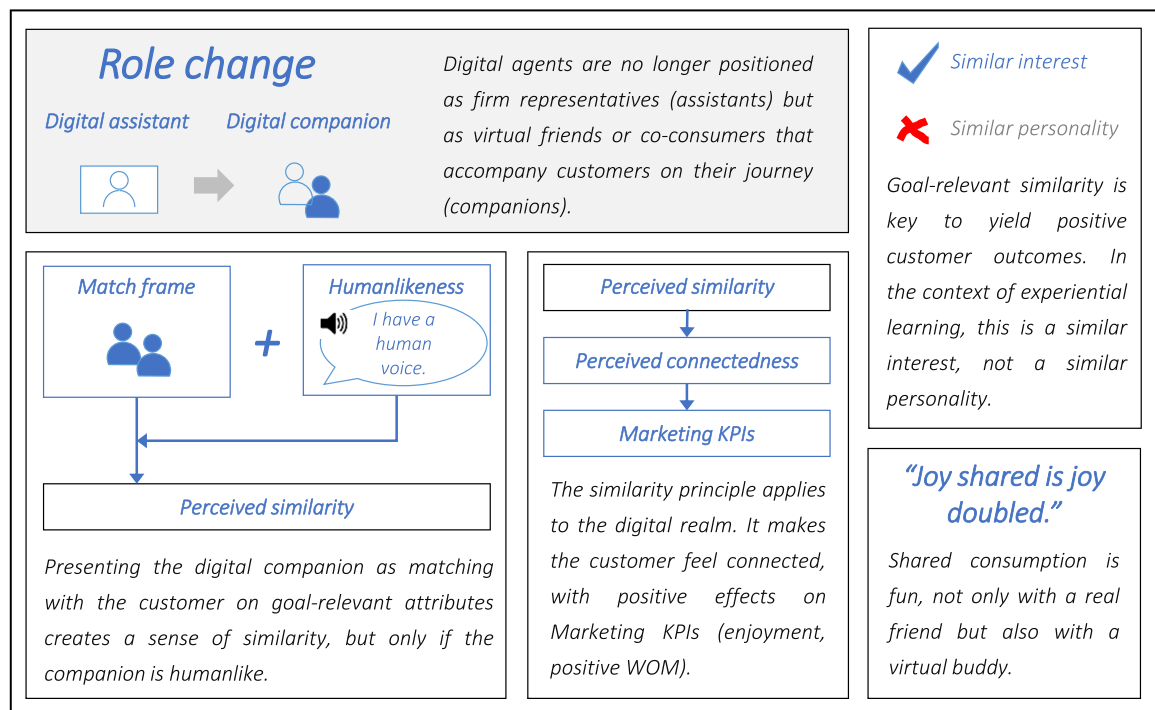 Role change
Digital assistant
Digital companion
Digital agents are no longer positioned
as firm representatives (assistants) but
as virtual friends or co-consumers that
accompany customers on their journey
(companions).
Similar interest
Similar personality
Goal-relevant similarity is
key to yield positive
customer outcomes. In
the context of experiential
learning, this is a similar
interest, not a similar
personality.
Match frame
+
Humanlikeness
I have a
human
voice.
Perceived similarity
Presenting the digital companion as matching
with the customer on goal-relevant attributes
creates a sense of similarity, but only if the
companion is humanlike.
Perceived similarity
Perceived connectedness
Marketing KPIs
The similarity principle applies
to the digital realm. It makes
the customer feel connected,
with positive effects on
Marketing KPIs (enjoyment,
positive WOM).
“Joy shared is joy
doubled.”
Shared consumption is
fun, not only with a real
friend but also with a
virtual buddy.